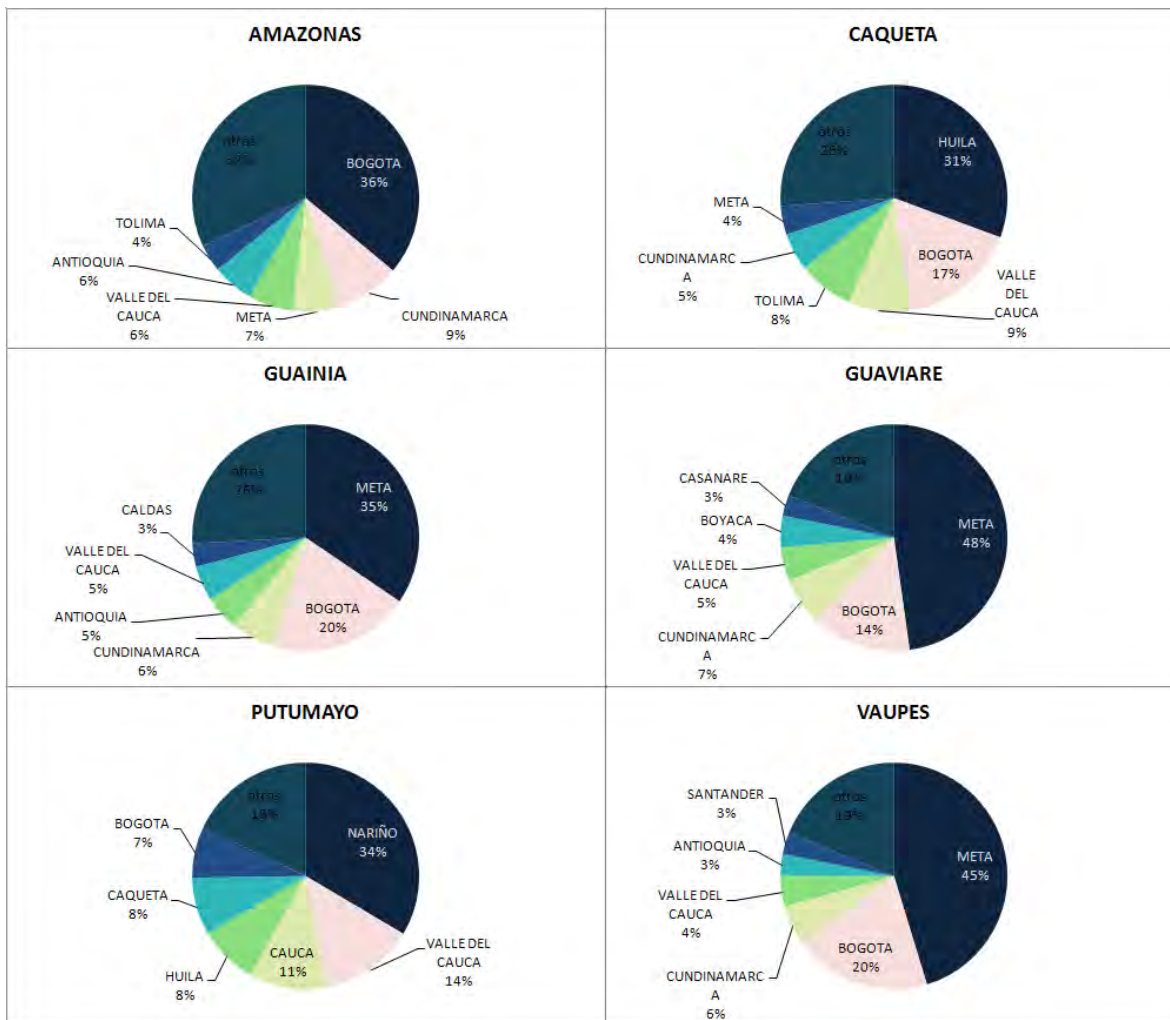 AMAZONAS
otros
BOGOTA
36%
TOLIMA
4%
ANTIOQUIA
6%
VALLE DEL
CAUCA
6%
META
7%
CUNDINAMARCA
9%
CAQUETA
otros
26%
HUILA
31%
META
4%
CUNDINAMARC
A
5%
TOLIMA
8%
BOGOTA
17%
VALLE
DEL
CAUCA
9%
GUAINIA
otros
26%
META
35%
CALDAS
3%
VALLE DEL
CAUCA
5%
ANTIOQUIA
5%
CUNDINAMARCA
6%
BOGOTA
20%
GUAVIARE
otros
19%
META
48%
CASANARE
3%
BOYACA
4%
VALLE DEL
CAUCA
5%
CUNDINAMARC
A
7%
BOGOTA
14%
PUTUMAYO
otros
18%
NARIÑO
34%
BOGOTA
7%
CAQUETA
8%
HUILA
8%
CAUCA
11%
VALLE DEL
CAUCA
14%
VAUPES
otros
19%
META
45%
SANTANDER
3%
ANTIOQUIA
3%
VALLE DEL
CAUCA
4%
CUNDINAMARC
A
6%
BOGOTA
20%